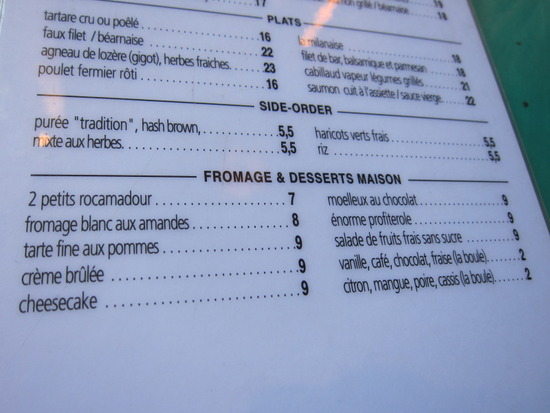 17
grillé / béarnaise 19
18
PLATS
tartare cru ou poêlé 16
faux filet / béarnaise 22
agneau de lozère (gigot), herbes fraiches 23
poulet fermier rôti 16
la milanaise 18
filet de bar, balsamique et parmesan 18
cabillaud vapeur légumes grillés 21
saumon cuit à l'assiette / sauce vierge 22
SIDE-ORDER
purée "tradition", hash brown, 5,5
mixte aux herbes 5,5
haricots verts frais 5,5
riz 5,5
FROMAGE & DESSERTS MAISON
2 petits rocamadour 7
fromage blanc aux amandes 8
tarte fine aux pommes 9
crème brûlée 9
cheesecake 9
moelleux au chocolat 9
énorme profiterole 9
salade de fruits frais sans sucre 9
vanille, café, chocolat, fraise (la boule) 2
citron, mangue, poire, cassis (la boule) 2